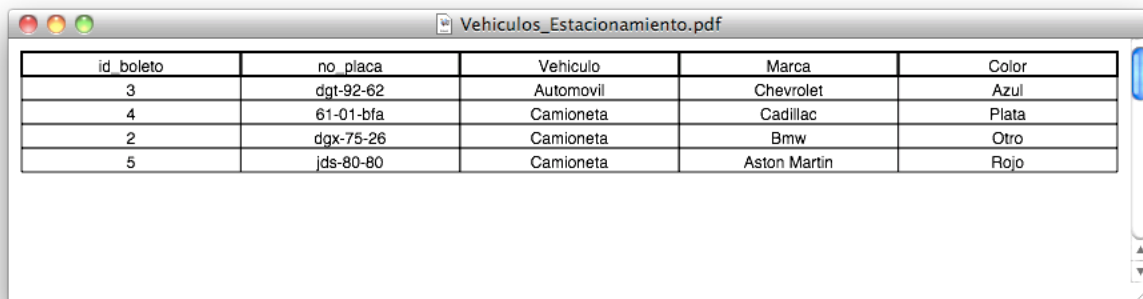 Vehiculos_Estacionamiento.pdf
id_boleto no_placa Vehiculo Marca Color
3 dgt-92-62 Automovil Chevrolet Azul
4 61-01-bfa Camioneta Cadillac Plata
2 dgx-75-26 Camioneta Bmw Otro
5 jds-80-80 Camioneta Aston Martin Rojo